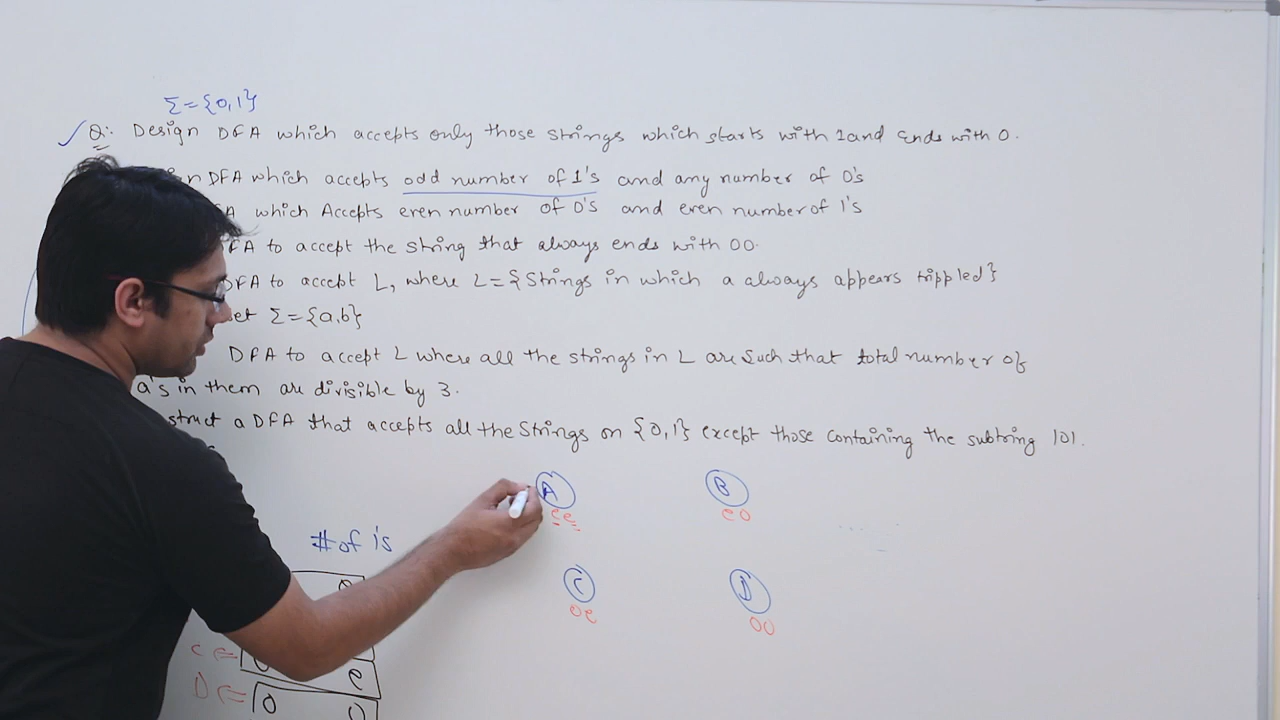 Σ={0,1}
Q:- Design DFA which accepts only those strings which starts with 1 and Ends with 0.
DFA which accepts odd number of 1's and any number of 0's
which Accepts even number of 0's and even number of 1's
DFA to accept the string that always ends with 00.
DFA to accept L, where L={Strings in which a always appears trippled}
Σ={a,b}
DFA to accept L where all the strings in L are such that total number of
a's in them are divisible by 3.
struct a DFA that accepts all the Strings on {0,1} except those containing the substring 101.
A B
ee eo
# of 1's
C D
oe oo
C e
D 0